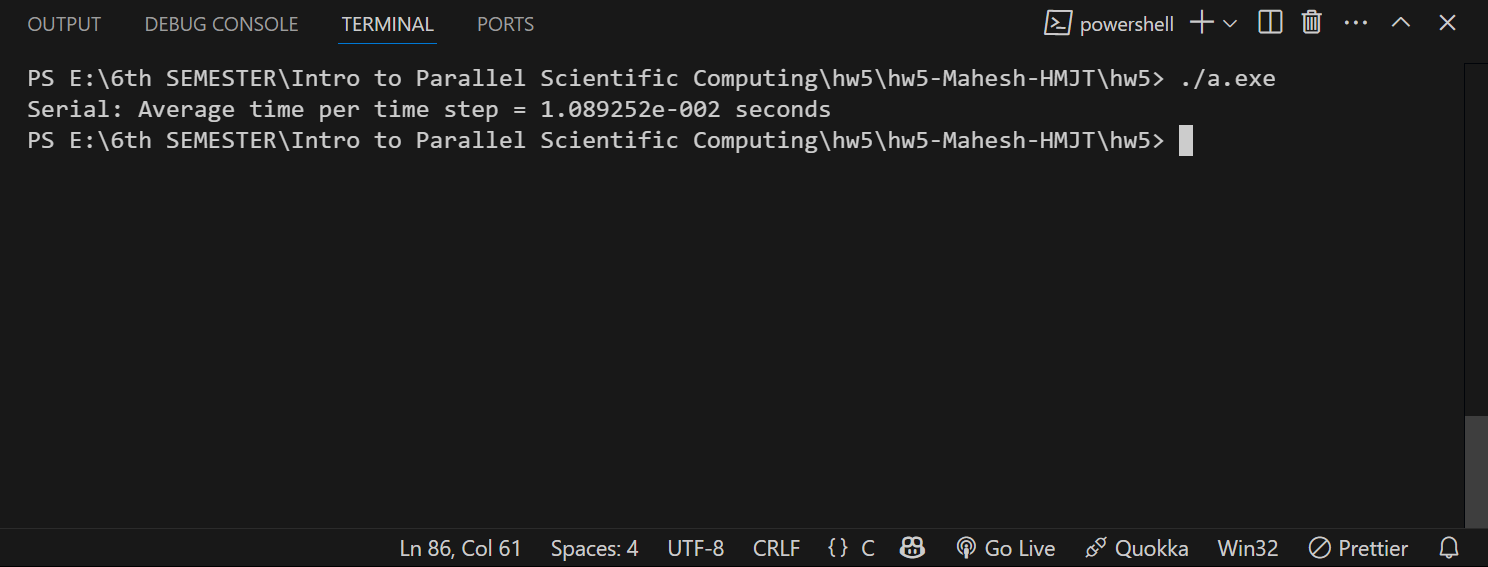 OUTPUT DEBUG CONSOLE TERMINAL PORTS powershell
PS E:\6th SEMESTER\Intro to Parallel Scientific Computing\hw5\hw5-Mahesh-HMJT\hw5> ./a.exe
Serial: Average time per time step = 1.089252e-002 seconds
PS E:\6th SEMESTER\Intro to Parallel Scientific Computing\hw5\hw5-Mahesh-HMJT\hw5>
Ln 86, Col 61 Spaces: 4 UTF-8 CRLF {} C Go Live Quokka Win32 Prettier